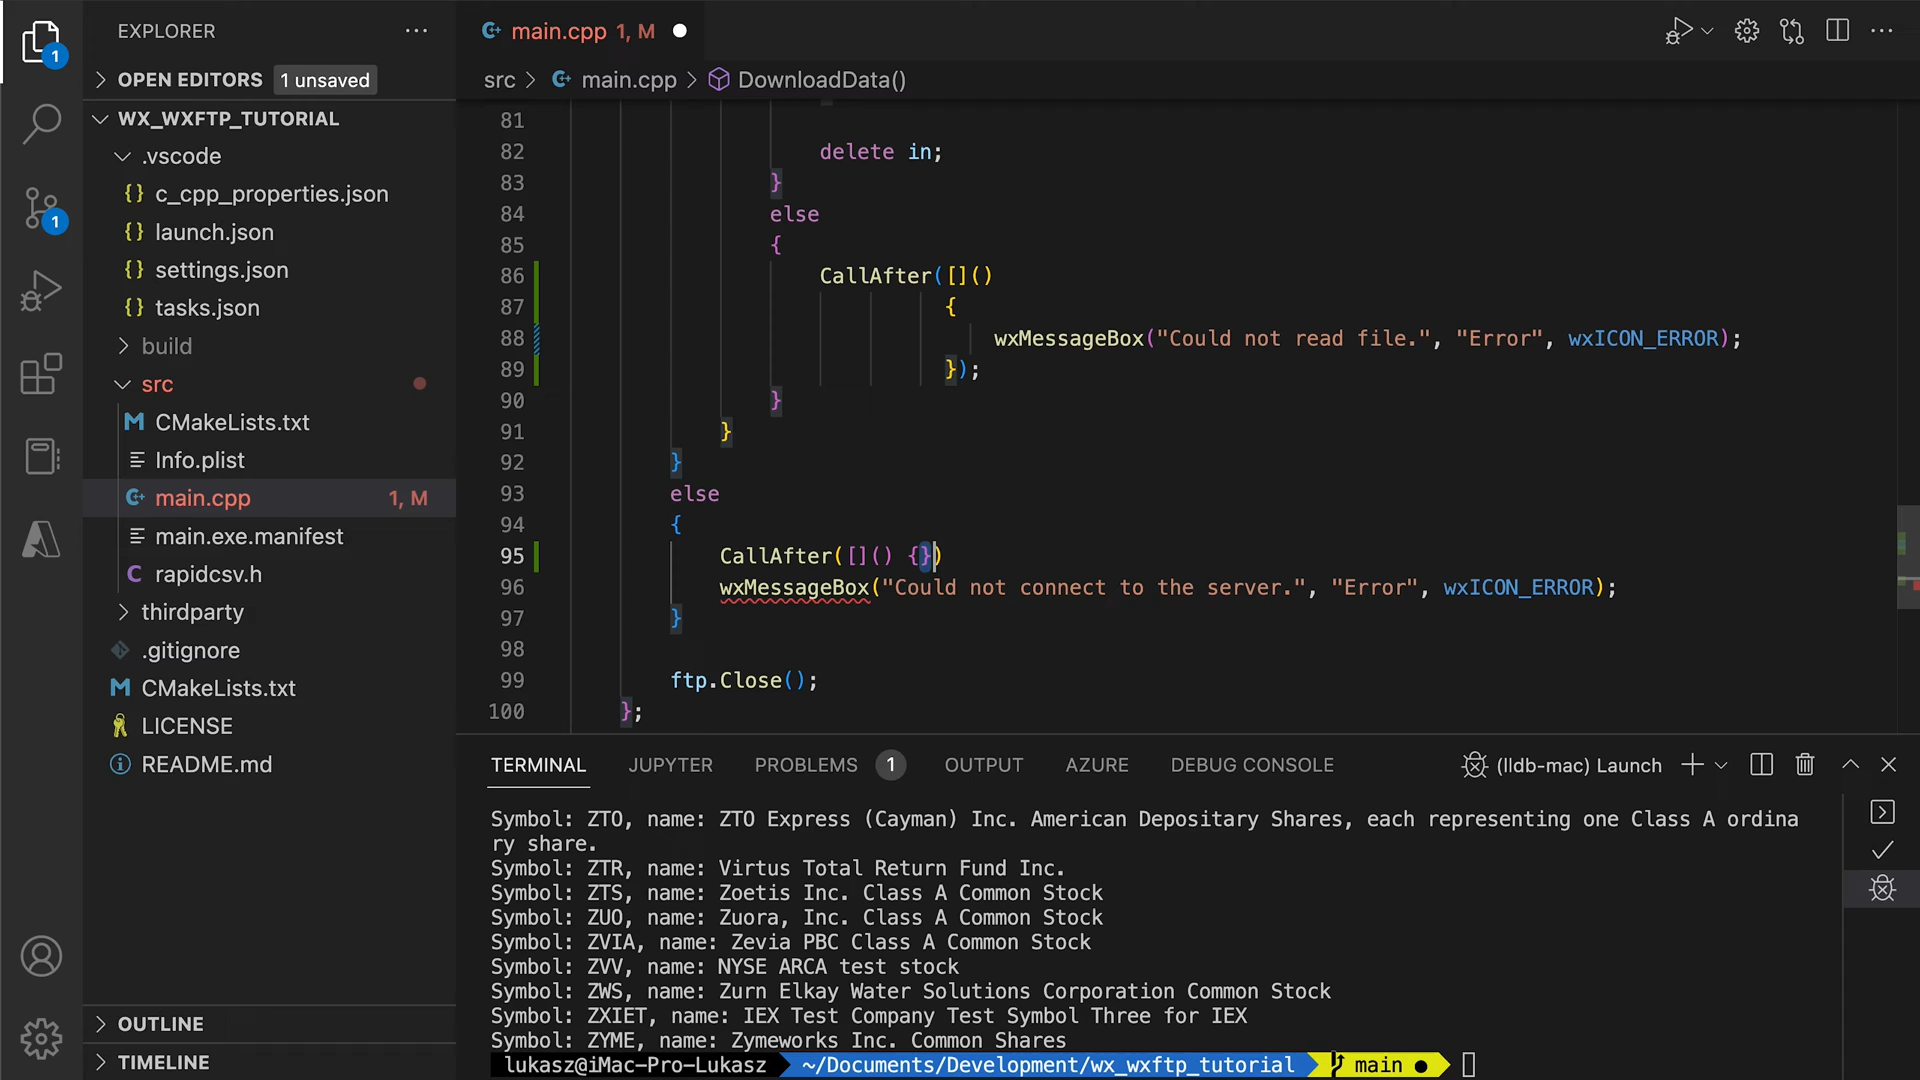 EXPLORER
main.cpp 1, M
1
OPEN EDITORS 1 unsaved
src > main.cpp > DownloadData()
WX_WXFTP_TUTORIAL
.vscode
{} c_cpp_properties.json
{} launch.json
{} settings.json
{} tasks.json
build
src
CMakeLists.txt
Info.plist
main.cpp 1, M
main.exe.manifest
rapidcsv.h
thirdparty
.gitignore
CMakeLists.txt
LICENSE
README.md
OUTLINE
TIMELINE
1
81
82 delete in;
83 }
84 else
85 {
86 CallAfter([]()
87 {
88 wxMessageBox("Could not read file.", "Error", wxICON_ERROR);
89 });
90 }
91 }
92 }
93 else
94 {
95 CallAfter([]() {})
96 wxMessageBox("Could not connect to the server.", "Error", wxICON_ERROR);
97 }
98
99 ftp.Close();
100 };
TERMINAL JUPYTER PROBLEMS 1 OUTPUT AZURE DEBUG CONSOLE (lldb-mac) Launch
Symbol: ZTO, name: ZTO Express (Cayman) Inc. American Depositary Shares, each representing one Class A ordina
ry share.
Symbol: ZTR, name: Virtus Total Return Fund Inc.
Symbol: ZTS, name: Zoetis Inc. Class A Common Stock
Symbol: ZUO, name: Zuora, Inc. Class A Common Stock
Symbol: ZVIA, name: Zevia PBC Class A Common Stock
Symbol: ZVV, name: NYSE ARCA test stock
Symbol: ZWS, name: Zurn Elkay Water Solutions Corporation Common Stock
Symbol: ZXIET, name: IEX Test Company Test Symbol Three for IEX
Symbol: ZYME, name: Zymeworks Inc. Common Shares
lukasz@iMac-Pro-Lukasz ~/Documents/Development/wx_wxftp_tutorial main ●